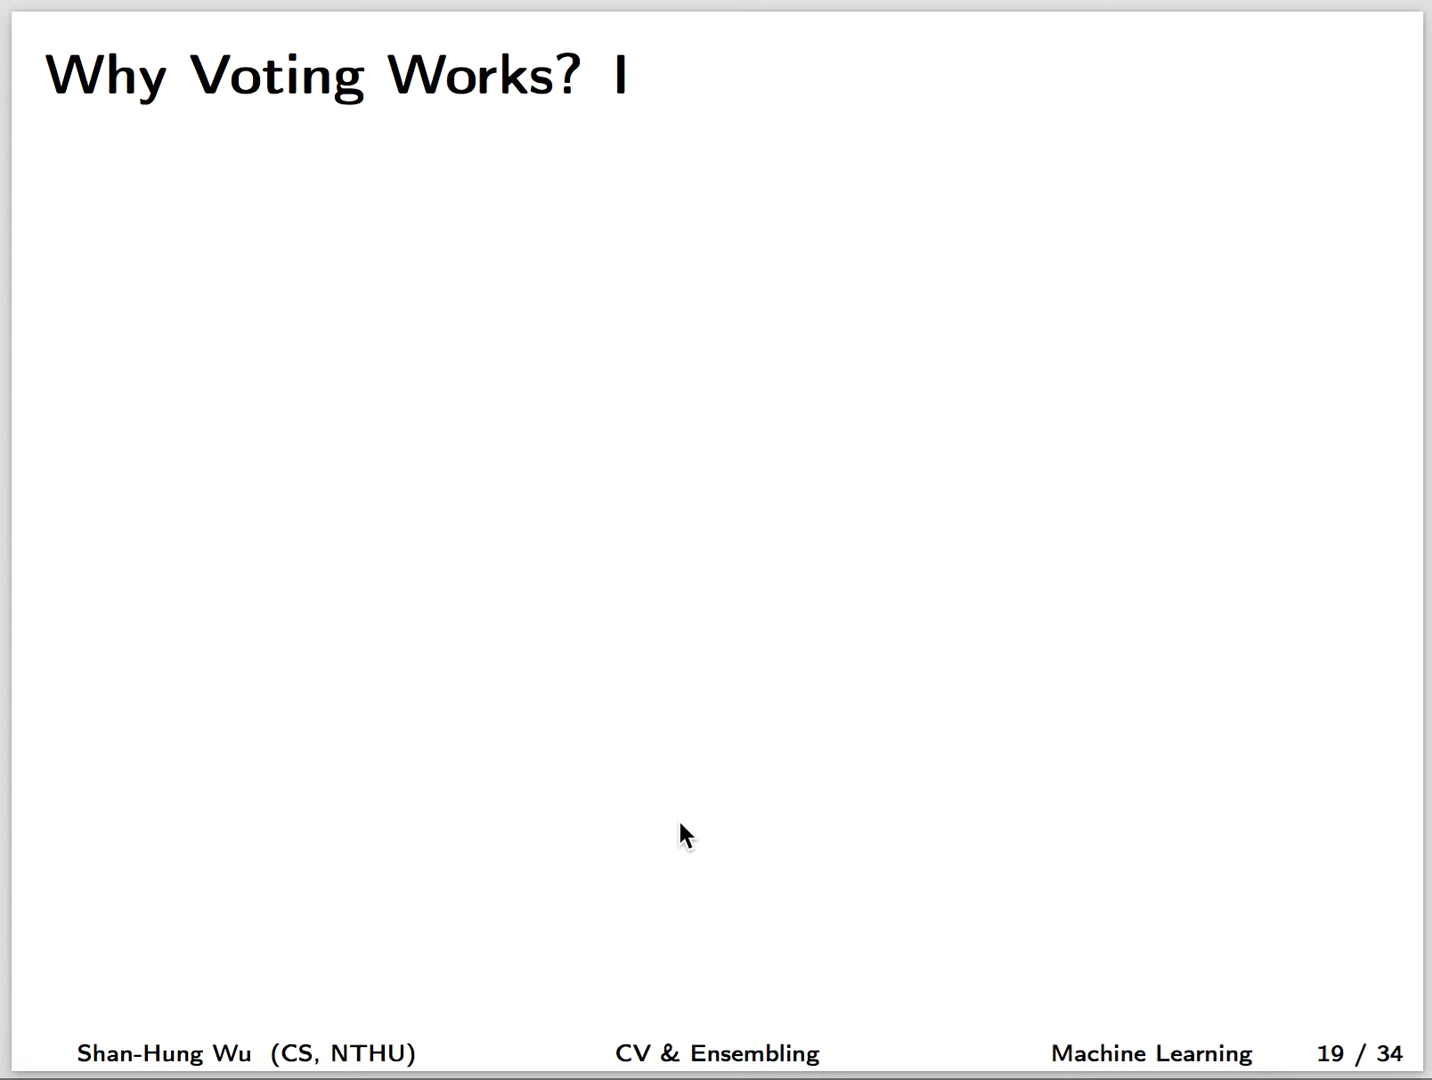 Why Voting Works? I
Shan-Hung Wu (CS, NTHU) CV & Ensembling Machine Learning 19 / 34